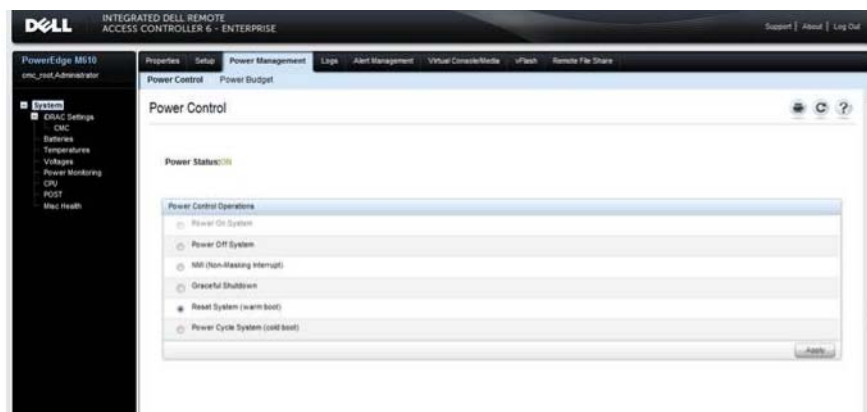 DELL
INTEGRATED DELL REMOTE
ACCESS CONTROLLER 6 - ENTERPRISE
Support | About | Log Out
PowerEdge M610
cmc_root,Administrator
Properties Setup Power Management Logs Alert Management Virtual Console/Media vFlash Remote File Share
Power Control Power Budget
System
iDRAC Settings
CMC
Batteries
Temperatures
Voltages
Power Monitoring
CPU
POST
Misc Health
Power Control
Power Status:ON
Power Control Operations
Power On System
Power Off System
NMI (Non-Masking Interrupt)
Graceful Shutdown
Reset System (warm boot)
Power Cycle System (cold boot)
Apply